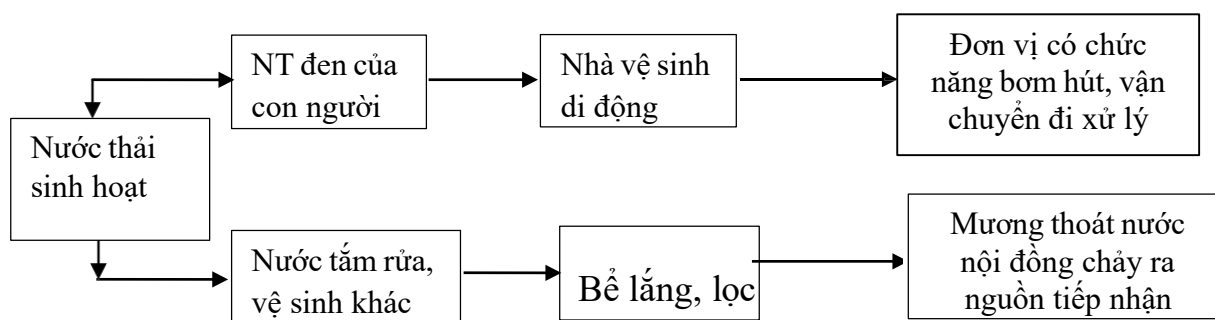 Nước thải
sinh hoạt
NT đen của
con người
Nhà vệ sinh
di động
Đơn vị có chức
năng bơm hút, vận
chuyển đi xử lý
Nước tắm rửa,
vệ sinh khác
Bể lắng, lọc
Mương thoát nước
nội đồng chảy ra
nguồn tiếp nhận